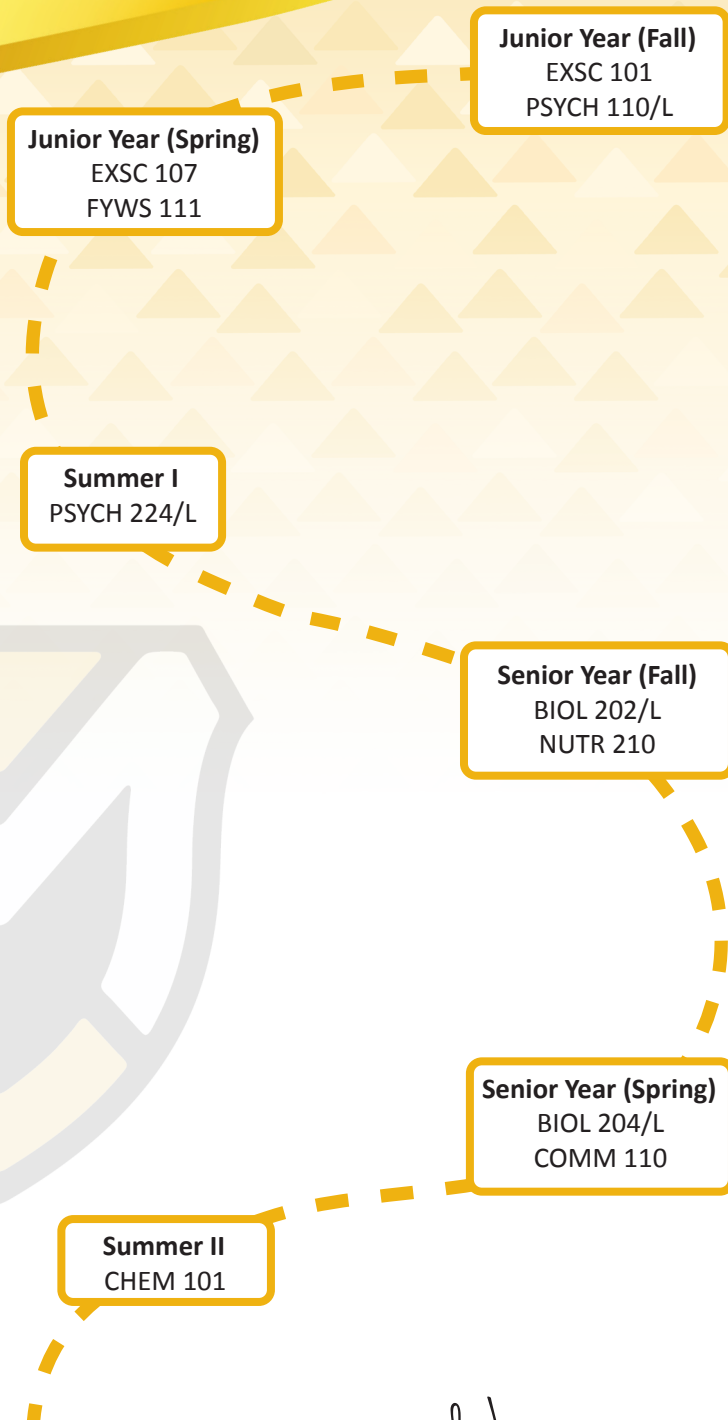 Junior Year (Fall)
EXSC 101
PSYCH 110/L
Junior Year (Spring)
EXSC 107
FYWS 111
Summer I
PSYCH 224/L
Senior Year (Fall)
BIOL 202/L
NUTR 210
Senior Year (Spring)
BIOL 204/L
COMM 110
Summer II
CHEM 101